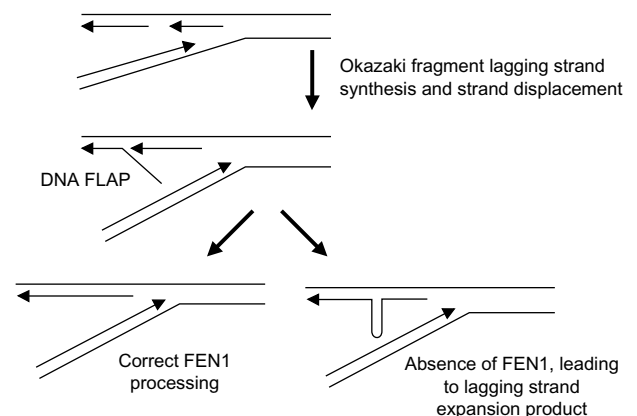 Okazaki fragment lagging strand
synthesis and strand displacement
DNA FLAP
Correct FEN1
processing
Absence of FEN1, leading
to lagging strand
expansion product